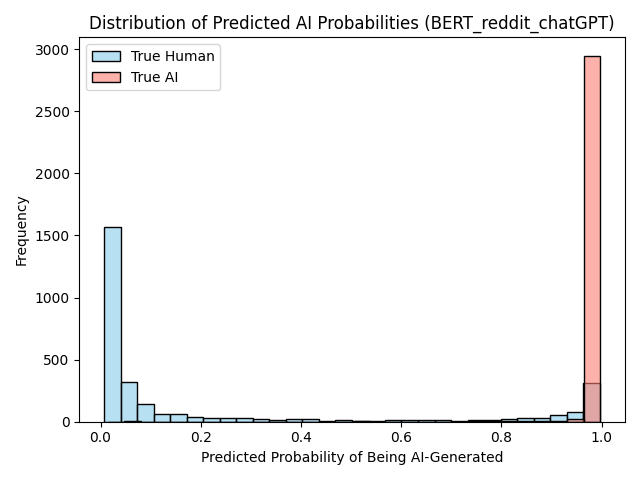 Distribution of Predicted AI Probabilities (BERT_reddit_chatGPT)
True Human
True AI
3000
2500
2000
1500
1000
500
0
Frequency
0.0 0.2 0.4 0.6 0.8 1.0
Predicted Probability of Being AI-Generated